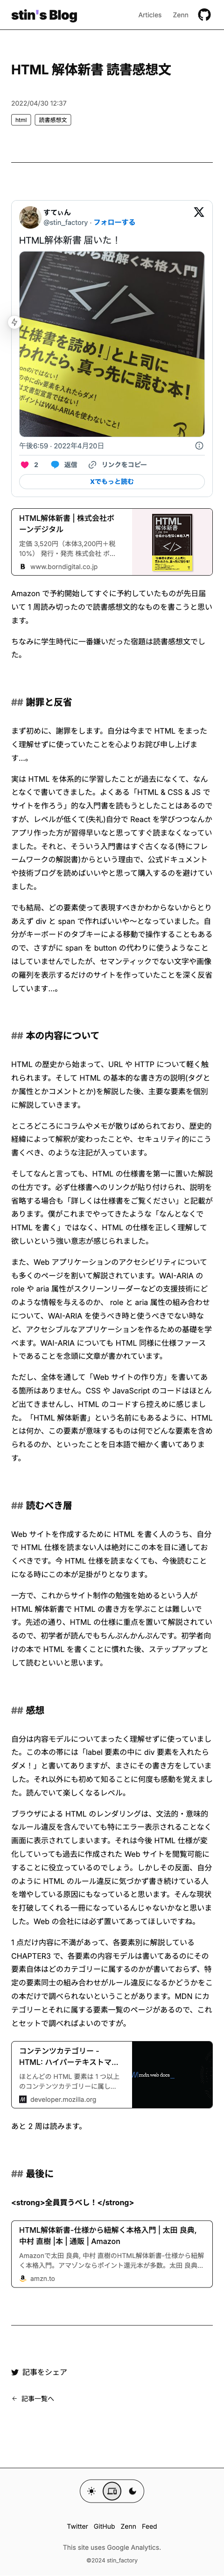 stin's Blog
Articles
Zenn
HTML 解体新書 読書感想文
2022/04/30 12:37
html
読書感想文
すてぃん
@stin_factory · フォローする
HTML解体新書 届いた！
仕様書を読め!」と上司に
われたら、真っ先に読む本!
午後6:59 · 2022年4月20日
2
返信
リンクをコピー
Xでもっと読む
HTML解体新書 | 株式会社ボ
ーンデジタル
定価 3,520円（本体3,200円＋税
10%） 発行・発売 株式会社 ボ...
www.borndigital.co.jp
Amazon で予約開始してすぐに予約していたものが先日届
いて 1 周読み切ったので読書感想文的なものを書こうと思い
ます。
ちなみに学生時代に一番嫌いだった宿題は読書感想文でし
た。
## 謝罪と反省
まず初めに、謝罪をします。自分は今まで HTML をまった
く理解せずに使っていたことを心よりお詫び申し上げま
す...。
実は HTML を体系的に学習したことが過去になくて、なん
となくで書いてきました。よくある「HTML & CSS & JS で
サイトを作ろう」的な入門書を読もうとしたことはあるので
すが、レベルが低くて(失礼)自分で React を学びつつなんか
アプリ作った方が習得早いなと思ってすぐ読まなくなってい
ました。それと、そういう入門書はすぐ古くなる(特にフレ
ームワークの解説書)からという理由で、公式ドキュメント
や技術ブログを読めばいいやと思って購入するのを避けてい
ました。
でも結局、どの要素使って表現すべきかわからないからとり
あえず div と span で作ればいいや〜となっていました。自
分がキーボードのタブキーによる移動で操作することもある
ので、さすがに span を button の代わりに使うようなこと
はしていませんでしたが、セマンティックでない文字や画像
の羅列を表示するだけのサイトを作っていたことを深く反省
しています...。
## 本の内容について
HTML の歴史から始まって、URL や HTTP について軽く触
れられます。そして HTML の基本的な書き方の説明(タグと
か属性とかコメントとか)を解説した後、主要な要素を個別
に解説していきます。
ところどころにコラムやメモが散りばめられており、歴史的
経緯によって解釈が変わったことや、セキュリティ的にこう
書くべき、のような注記が入っています。
そしてなんと言っても、HTML の仕様書を第一に置いた解説
の仕方です。必ず仕様書へのリンクが貼り付けられ、説明を
省略する場合も「詳しくは仕様書をご覧ください」と記載が
あります。僕がこれまでやってきたような「なんとなくで
HTML を書く」ではなく、HTML の仕様を正しく理解して
欲しいという強い意志が感じられました。
また、Web アプリケーションのアクセシビリティについて
も多くのページを割いて解説されています。WAI-ARIA の
role や aria 属性がスクリーンリーダーなどの支援技術にど
のような情報を与えるのか、 role と aria 属性の組み合わせ
について、WAI-ARIA を使うべき時と使うべきでない時な
ど、アクセシブルなアプリケーションを作るための基礎を学
べます。WAI-ARIA についても HTML 同様に仕様ファース
トであることを念頭に文章が書かれています。
ただし、全体を通して「Web サイトの作り方」を書いてあ
る箇所はありません。CSS や JavaScript のコードはほとん
ど出てきませんし、HTML のコードすら控えめに感じまし
た。 「HTML 解体新書」という名前にもあるように、HTML
とは何か、この要素が意味するものは何でどんな要素を含め
られるのか、といったことを日本語で細かく書いてありま
す。
## 読むべき層
Web サイトを作成するために HTML を書く人のうち、自分
で HTML 仕様を読まない人は絶対にこの本を目に通してお
くべきです。今 HTML 仕様を読まなくても、今後読むこと
になる時にこの本が足掛かりとなります。
一方で、これからサイト制作の勉強を始めるという人が
HTML 解体新書で HTML の書き方を学ぶことは難しいで
す。先述の通り、HTML の仕様に重点を置いて解説されてい
るので、初学者が読んでもちんぷんかんぷんです。初学者向
けの本で HTML を書くことに慣れた後、ステップアップと
して読むといいと思います。
## 感想
自分は内容モデルについてまったく理解せずに使っていまし
た。この本の帯には「label 要素の中に div 要素を入れたら
ダメ！」と書いてありますが、まさにその書き方をしていま
した。それ以外にも初めて知ることに何度も感動を覚えまし
た。読んでいて楽しくなるレベル。
ブラウザによる HTML のレンダリングは、文法的・意味的
なルール違反を含んでいても特にエラー表示されることなく
画面に表示されてしまいます。それは今後 HTML 仕様が変
化していっても過去に作成された Web サイトを閲覧可能に
することに役立っているのでしょう。しかしその反面、自分
のように HTML のルール違反に気づかず書き続けている人
を増やしている原因にもなっていると思います。そんな現状
を打破してくれる一冊になっているんじゃないかなと思いま
した。Web の会社には必ず置いてあってほしいですね。
1 点だけ内容に不満があって、各要素別に解説している
CHAPTER3 で、各要素の内容モデルは書いてあるのにその
要素自体はどのカテゴリーに属するのかが書いておらず、特
定の要素同士の組み合わせがルール違反になるかどうかをこ
の本だけで調べられないということがあります。MDN にカ
テゴリーとそれに属する要素一覧のページがあるので、これ
とセットで調べればよいのですが。
コンテンツカテゴリー -
HTML: ハイパーテキストマ...
ほとんどの HTML 要素は 1 つ以上
のコンテンツカテゴリーに属し...
developer.mozilla.org
mdn web docs_
あと 2 周は読みます。
## 最後に
<strong>全員買うべし！</strong>
HTML解体新書-仕様から紐解く本格入門 | 太田 良典,
中村 直樹 |本 | 通販 | Amazon
Amazonで太田 良典, 中村 直樹のHTML解体新書-仕様から紐解
く本格入門。アマゾンならポイント還元本が多数。太田 良典...
amzn.to
記事をシェア
← 記事一覧へ
Twitter GitHub Zenn Feed
This site uses Google Analytics.
©2024 stin_factory